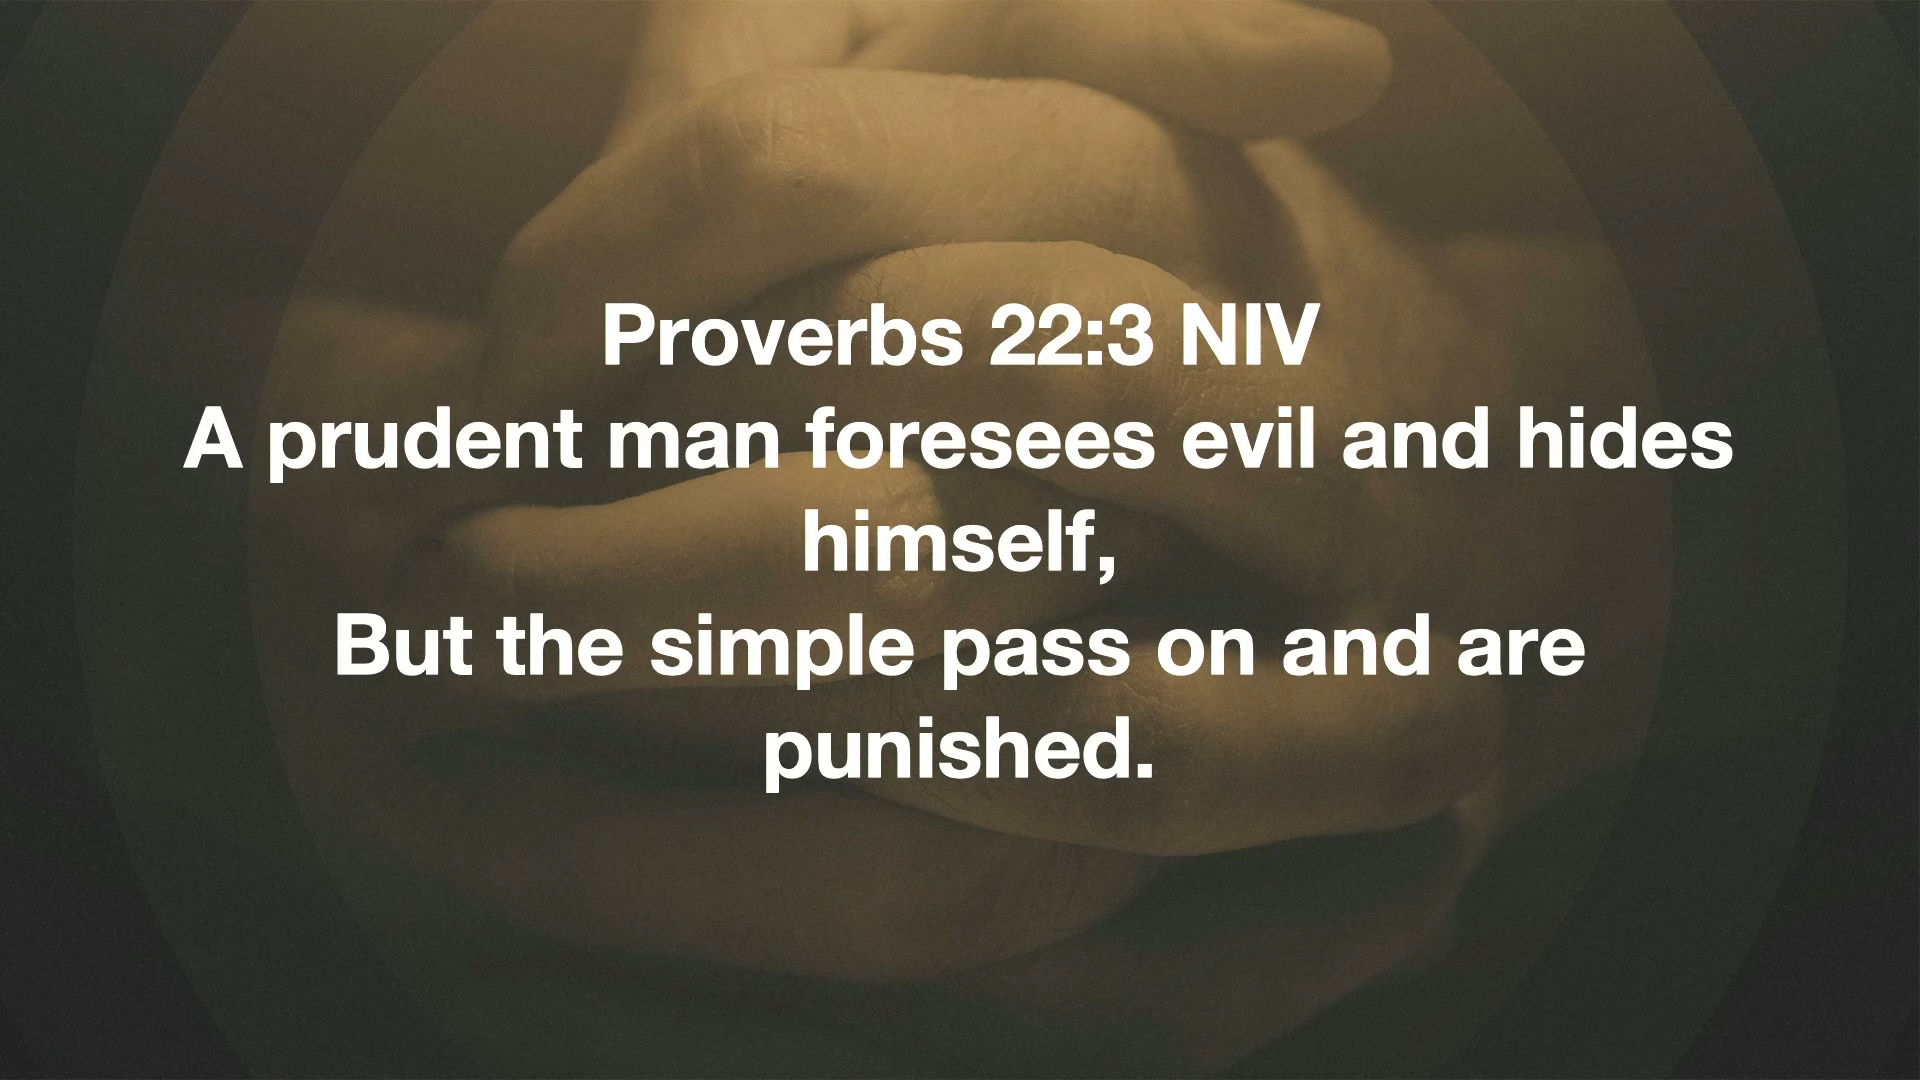 Proverbs 22:3 NIV
A prudent man foresees evil and hides
himself,
But the simple pass on and are
punished.